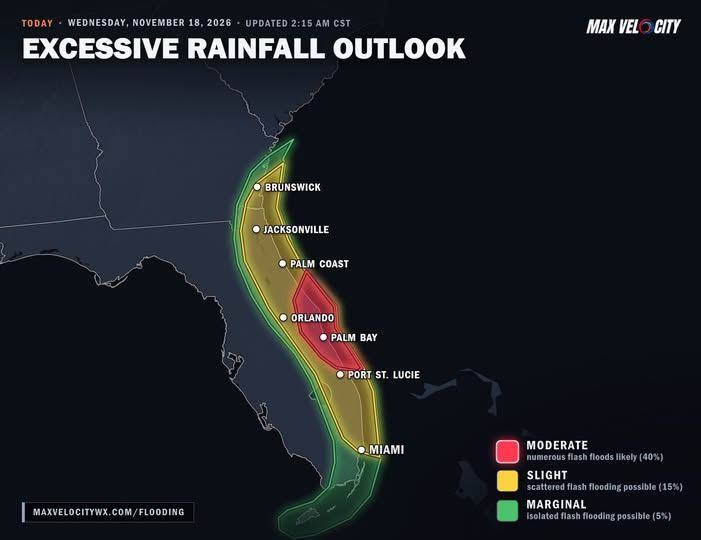 TODAY • WEDNESDAY, NOVEMBER 18, 2026 • UPDATED 2:15 AM CST
MAX VELOCITY
EXCESSIVE RAINFALL OUTLOOK
BRUNSWICK
JACKSONVILLE
PALM COAST
ORLANDO
PALM BAY
PORT ST. LUCIE
MIAMI
MODERATE
numerous flash floods likely (40%)
SLIGHT
scattered flash flooding possible (15%)
MARGINAL
isolated flash flooding possible (5%)
MAXVELOCITYWX.COM/FLOODING